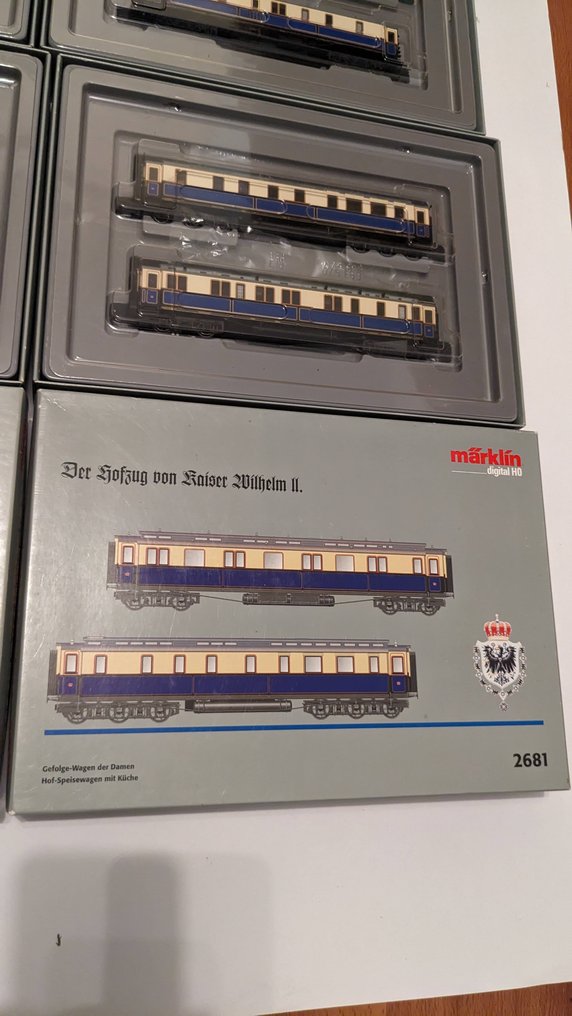 Der Hofzug von Kaiser Wilhelm II.
märklin
digital H0
Gefolge-Wagen der Damen
Hof-Speisewagen mit Küche
2681